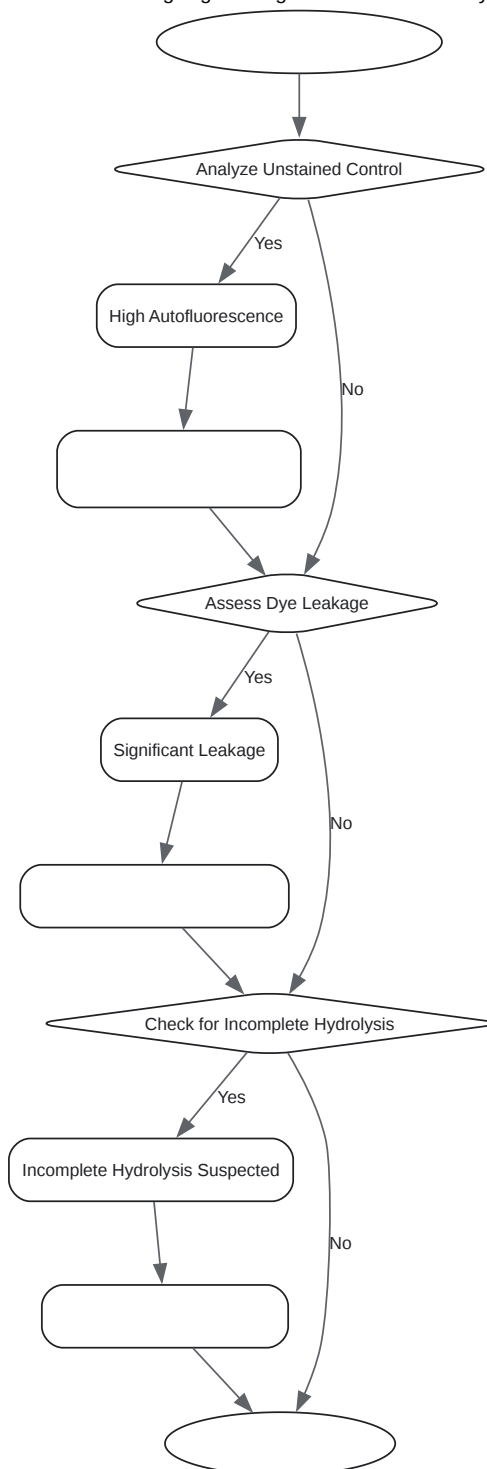 Analyze Unstained Control
Yes
High Autofluorescence
No
Assess Dye Leakage
Yes
Significant Leakage
No
Check for Incomplete Hydrolysis
Yes
Incomplete Hydrolysis Suspected
No